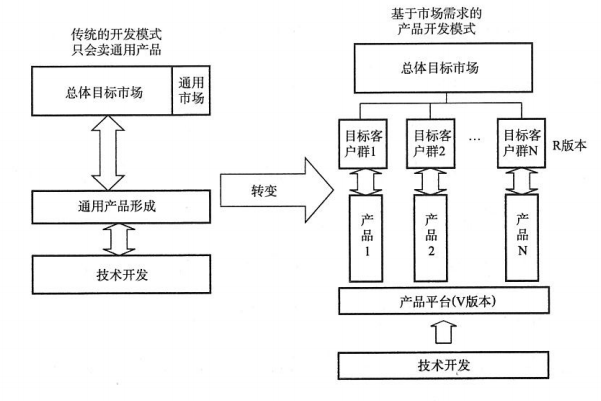 传统的开发模式
只会卖通用产品
总体目标市场
通用
市场
通用产品形成
技术开发
转变
基于市场需求的
产品开发模式
总体目标市场
目标客
户群1
目标客
户群2
…
目标客
户群N
R版本
产
品
1
产
品
2
产
品
N
产品平台(V版本)
技术开发